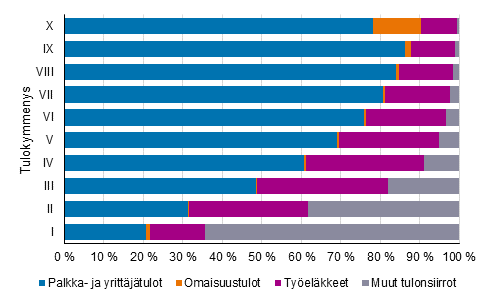 Tulokymmenys
X
IX
VIII
VII
VI
V
IV
III
II
I
0 % 10 % 20 % 30 % 40 % 50 % 60 % 70 % 80 % 90 % 100 %
Palkka- ja yrittäjätulot Omaisuustulot Työeläkkeet Muut tulonsiirrot